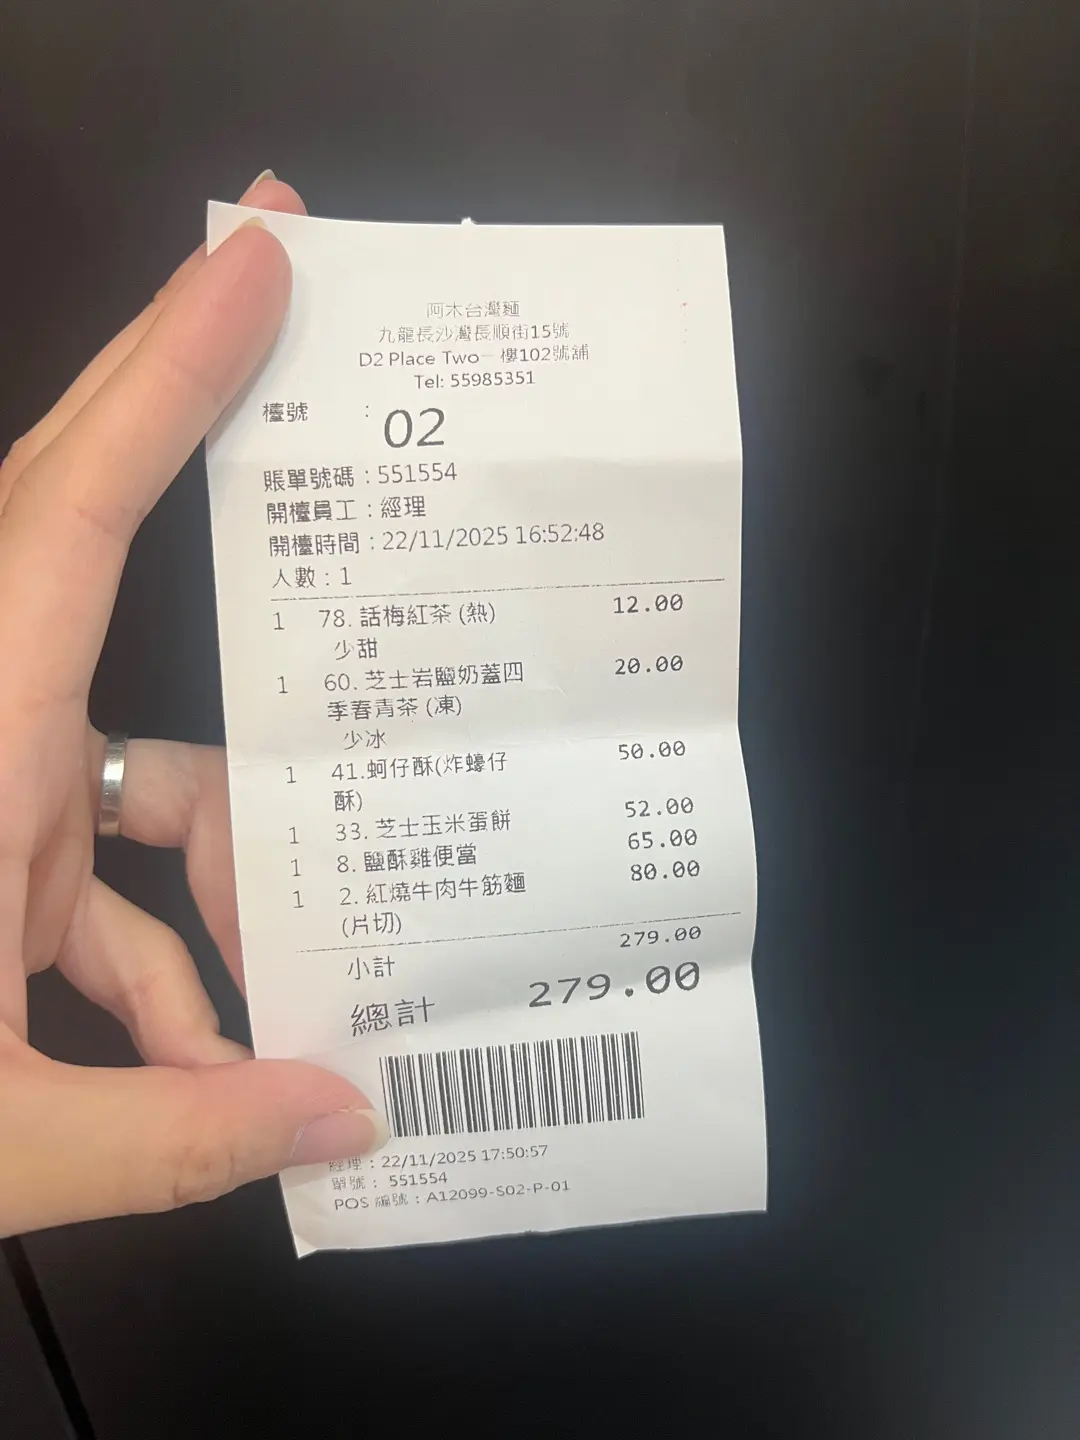 阿木台灣麵
九龍長沙灣長順街15號
D2 Place Two一樓102號舖
Tel: 55985351
檯號 : 02
賬單號碼 : 551554
開檯員工 : 經理
開檯時間 : 22/11/2025 16:52:48
人數 : 1
1 78. 話梅紅茶 (熱) 12.00
少甜
1 60. 芝士岩鹽奶蓋四 20.00
季春青茶 (凍)
少冰
1 41.蚵仔酥(炸蠔仔 50.00
酥)
1 33. 芝士玉米蛋餅 52.00
1 8. 鹽酥雞便當 65.00
1 2. 紅燒牛肉牛筋麵 80.00
(片切)
小計 279.00
總計 279.00
經理 : 22/11/2025 17:50:57
單號 : 551554
POS 編號 : A12099-S02-P-01